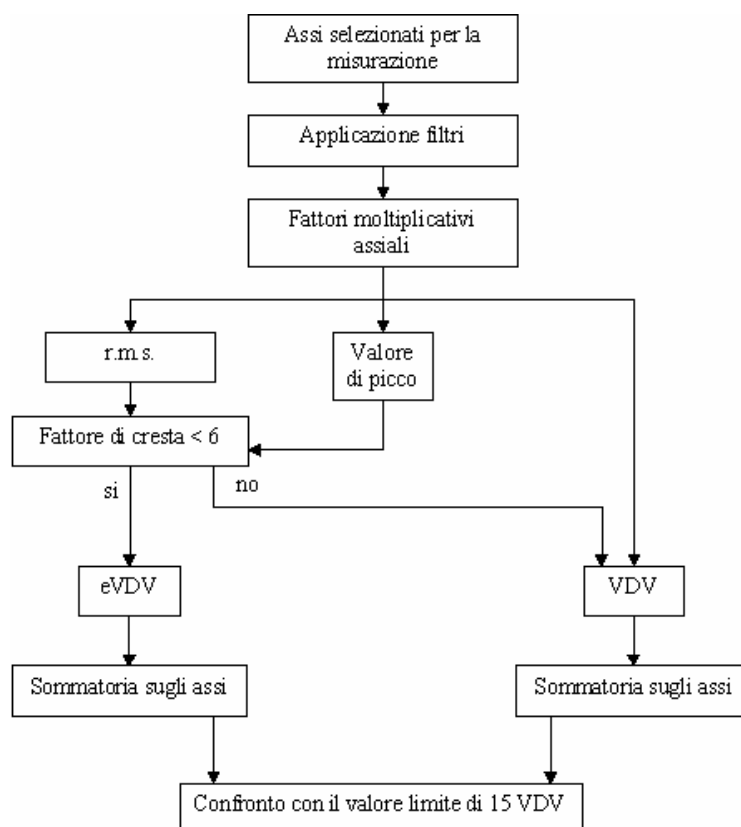 Assi selezionati per la
misurazione
Applicazione filtri
Fattori moltiplicativi
assiali
r.m.s.
Valore
di picco
Fattore di cresta < 6
si
no
eVDV
VDV
Sommatoria sugli assi
Sommatoria sugli assi
Confronto con il valore limite di 15 VDV